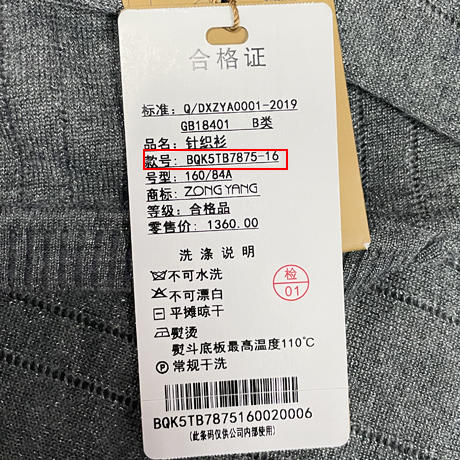 合格证
标准: Q/DXZYA0001-2019
GB18401 B类
品名: 针织衫
款号: BQK5TB7875-16
号型: 160/84A
商标: ZONGYANG
等级: 合格品
零售价: 1360.00
洗涤说明
不可水洗
不可漂白
平摊晾干
熨烫
熨斗底板最高温度110℃
P 常规干洗
检
01
BQK5TB7875160020006
(此条码仅供公司内部使用)